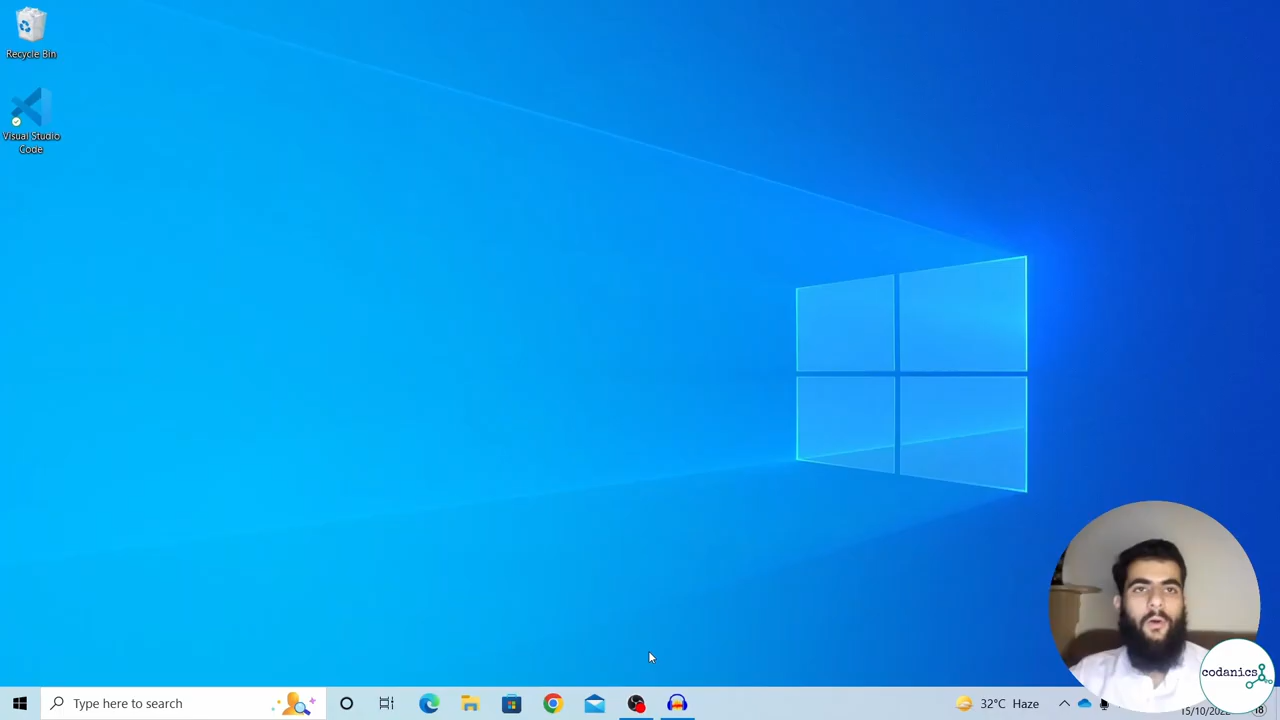 Recycle Bin
Visual Studio
Code
codanics
Type here to search
32°C Haze